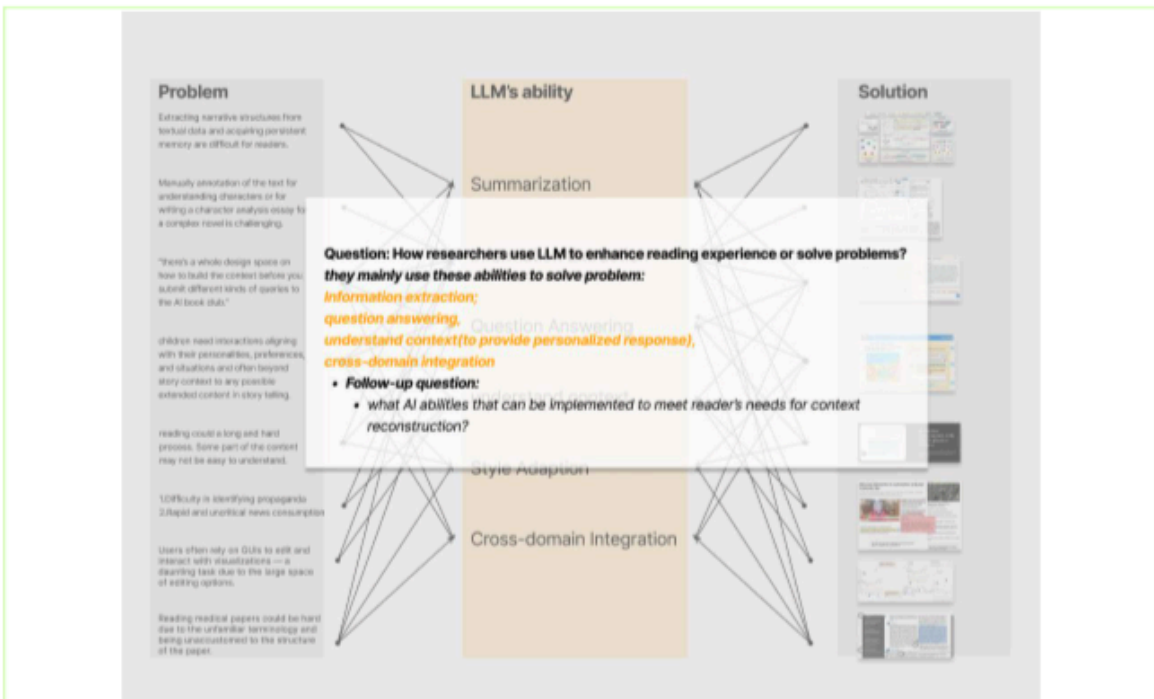 Problem
Extracting narrative structures from
textual data and acquiring persistent
memory are difficult for readers.
Manually annotation of the text for
understanding characters or for
writing a character analysis essay for
a complex novel is challenging.
"there's a whole design space on
how to build the context before you
submit different kinds of queries to
the AI book club."
children need interactions aligning
with their personalities, preferences,
and situations and often beyond
story context to any possible
extended content in story telling.
reading could a long and hard
process. Some part of the content
may not be easy to understand.
1.Difficulty in identifying propaganda
2.Rapid and uncritical news consumption
Users often rely on GUIs to edit and
interact with visualizations — a
daunting task due to the large space
of editing options.
Reading medical papers could be hard
due to the unfamiliar terminology and
being unaccustomed to the structure
of the paper.
LLM's ability
Summarization
Question Answering
understand context
Style Adaption
Cross-domain Integration
Solution
Question: How researchers use LLM to enhance reading experience or solve problems?
they mainly use these abilities to solve problem:
Information extraction;
question answering,
understand context(to provide personalized response),
cross-domain integration
• Follow-up question:
• what AI abilities that can be implemented to meet reader's needs for context
reconstruction?